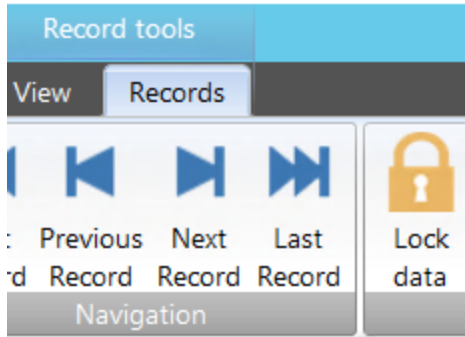 Record tools
View Records
Previous Next Last Lock
Record Record Record data
Navigation